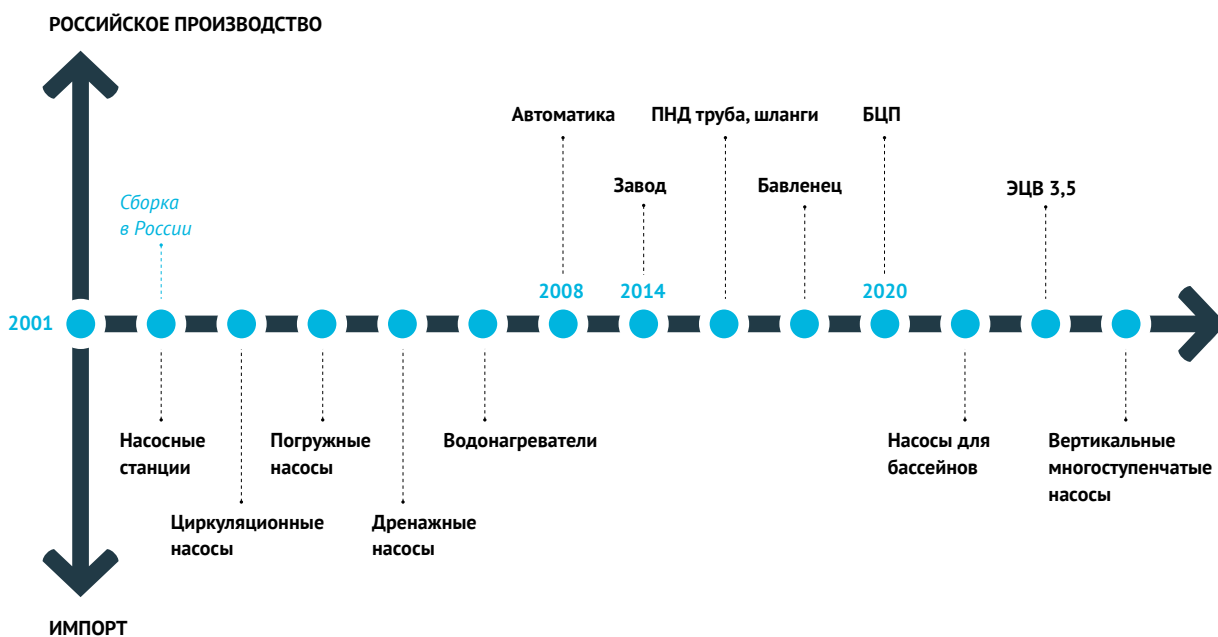 РОССИЙСКОЕ ПРОИЗВОДСТВО
Автоматика
ПНД труба, шланги
БЦП
Завод
Бавленец
ЭЦВ 3,5
Сборка
в России
2001
2008
2014
2020
Насосные
станции
Погружные
насосы
Водонагреватели
Насосы для
бассейнов
Вертикальные
многоступенчатые
насосы
Циркуляционные
насосы
Дренажные
насосы
ИМПОРТ